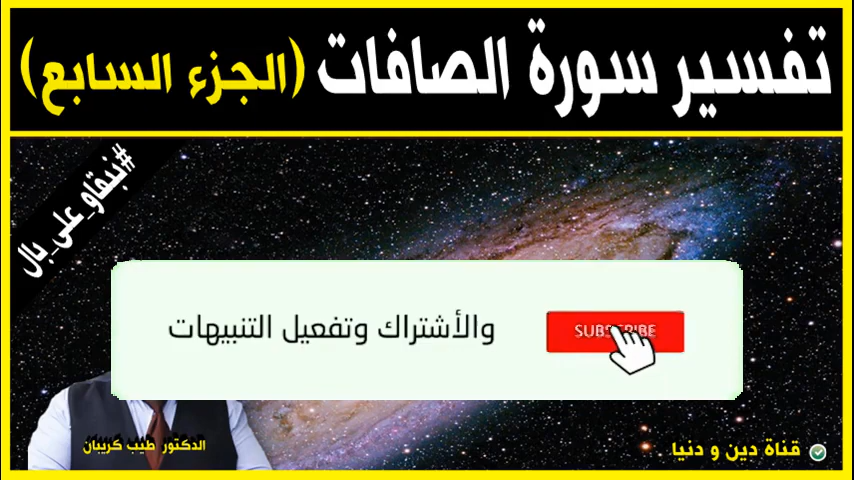 تفسير سورة الصافات (الجزء السابع)
#نبقاو_على_بال
والأشتراك وتفعيل التنبيهات
SUBSCRIBE
الدكتور طيب كريبان
قناة دين و دنيا